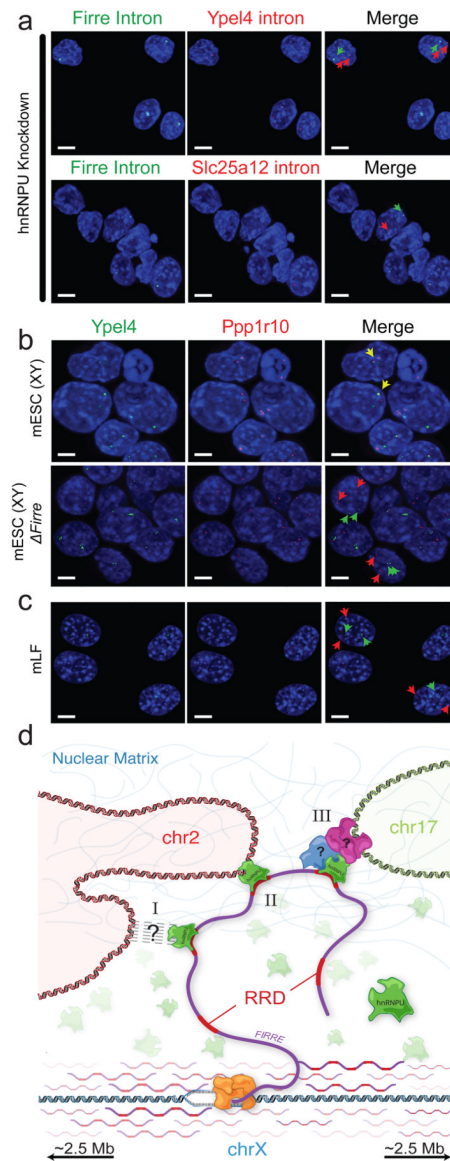 a
Firre Intron Ypel4 intron Merge
hnRNPU Knockdown
Firre Intron Slc25a12 intron Merge
b
Ypel4 Ppp1r10 Merge
mESC (XY)
mESC (XY)
ΔFirre
c
mLF
d
Nuclear Matrix
chr2
III
chr17
?
?
I
?
II
RRD
hnRNPU
FIRRE
~2.5 Mb
chrX
~2.5 Mb